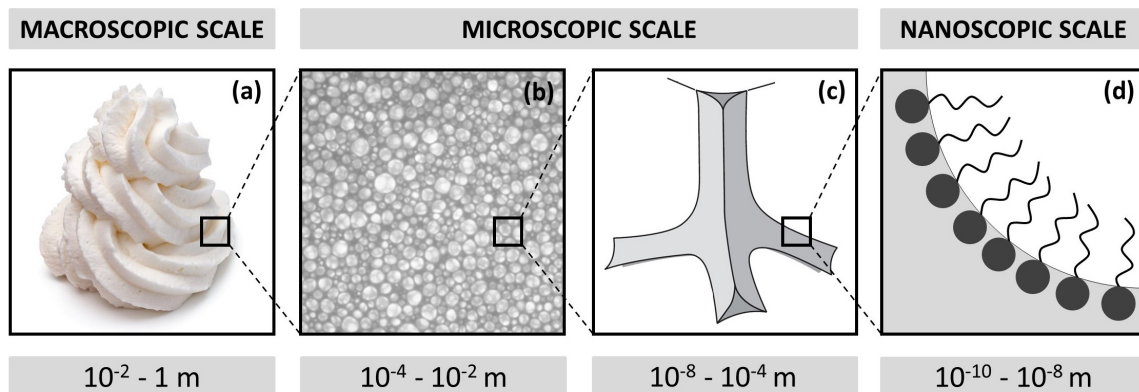 MACROSCOPIC SCALE
MICROSCOPIC SCALE
NANOSCOPIC SCALE
(a)
(b)
(c)
(d)
10⁻² - 1 m
10⁻⁴ - 10⁻² m
10⁻⁸ - 10⁻⁴ m
10⁻¹⁰ - 10⁻⁸ m